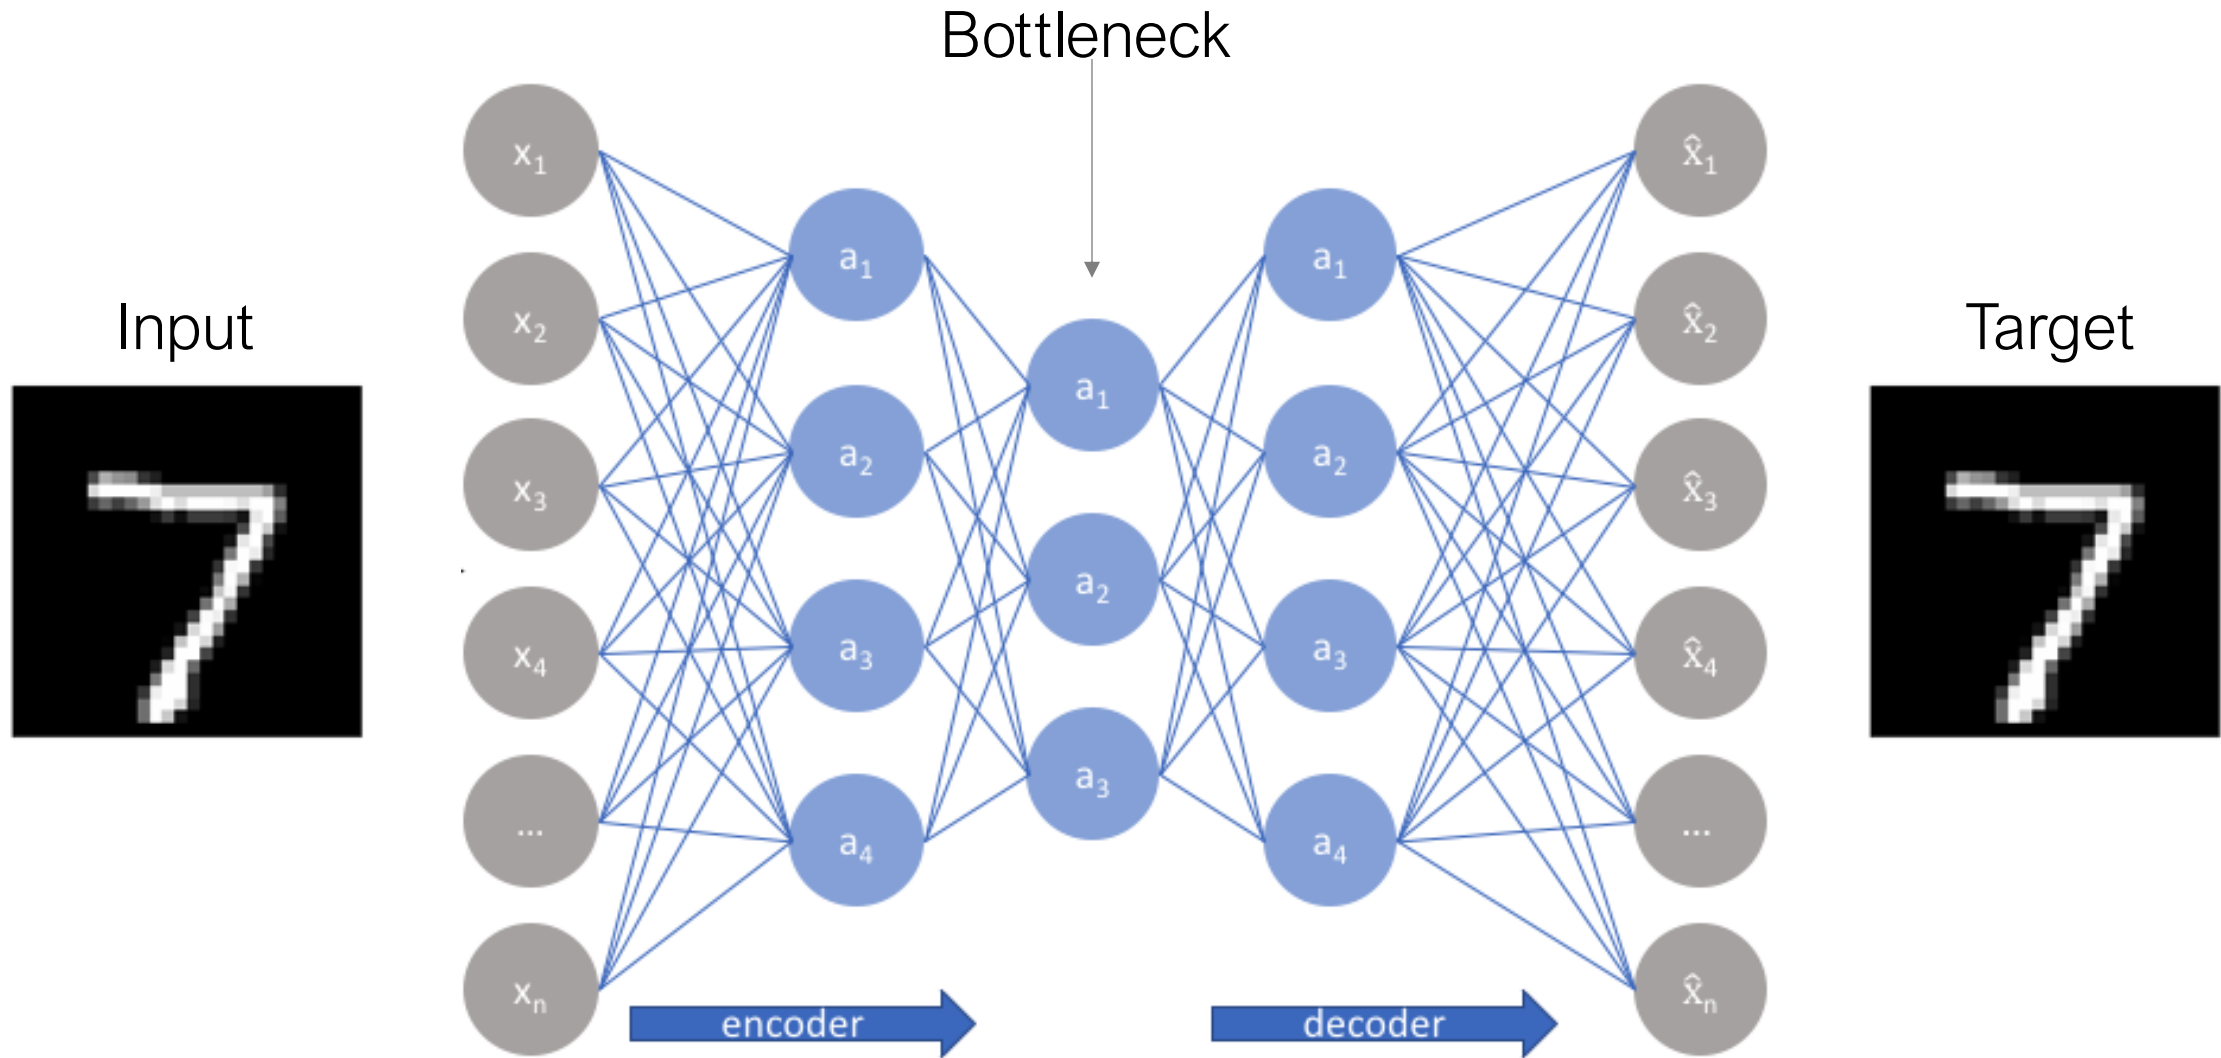 Bottleneck
Input
Target
x₁
x₂
x₃
x₄
...
xₙ
a₁
a₂
a₃
a₄
a₁
a₂
a₃
a₁
a₂
a₃
a₄
x̂₁
x̂₂
x̂₃
x̂₄
...
x̂ₙ
encoder
decoder